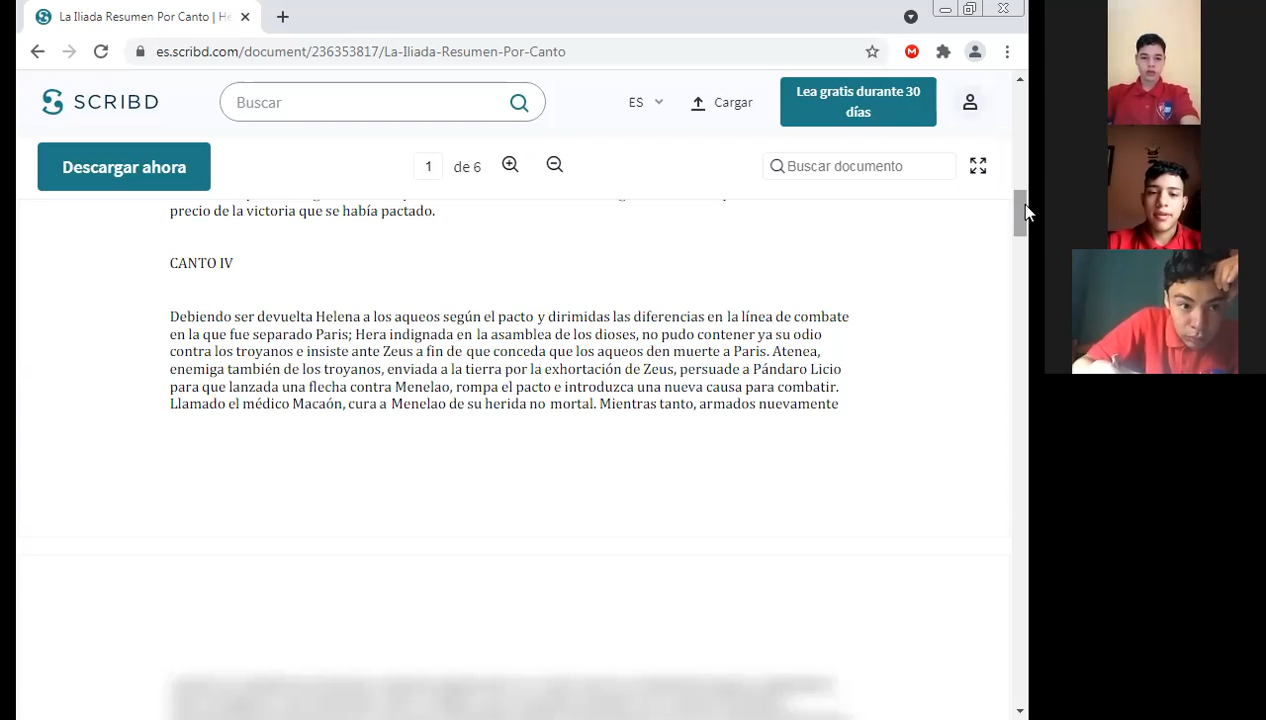 La Iliada Resumen Por Canto | He
es.scribd.com/document/236353817/La-Iliada-Resumen-Por-Canto
SCRIBD
Buscar
ES
Cargar
Lea gratis durante 30
días
Descargar ahora
1 de 6
Buscar documento
precio de la victoria que se había pactado.
CANTO IV
Debiendo ser devuelta Helena a los aqueos según el pacto y dirimidas las diferencias en la línea de combate
en la que fue separado Paris; Hera indignada en la asamblea de los dioses, no pudo contener ya su odio
contra los troyanos e insiste ante Zeus a fin de que conceda que los aqueos den muerte a Paris. Atenea,
enemiga también de los troyanos, enviada a la tierra por la exhortación de Zeus, persuade a Pándaro Licio
para que lanzada una flecha contra Menelao, rompa el pacto e introduzca una nueva causa para combatir.
Llamado el médico Macaón, cura a Menelao de su herida no mortal. Mientras tanto, armados nuevamente